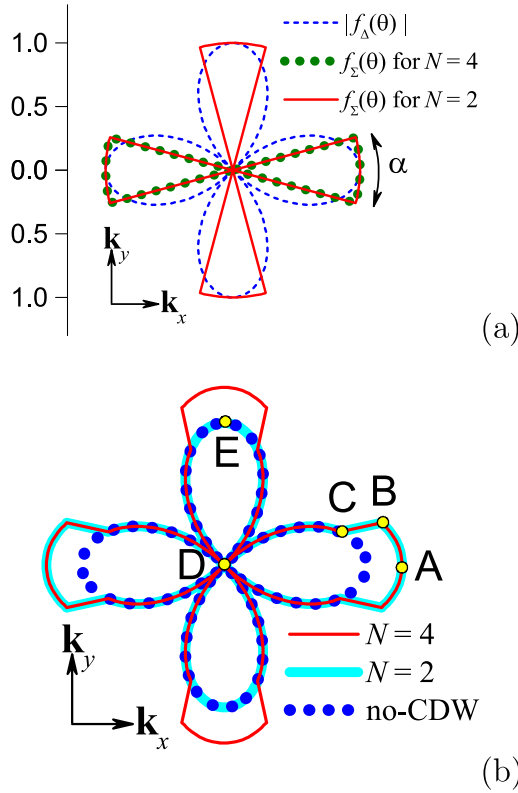 1.0
0.5
0.0
0.5
1.0
|f_Δ(θ)|
f_Σ(θ) for N = 4
f_Σ(θ) for N = 2
α
k_y
k_x
(a)
E
D
C
B
A
k_y
k_x
N = 4
N = 2
no-CDW
(b)